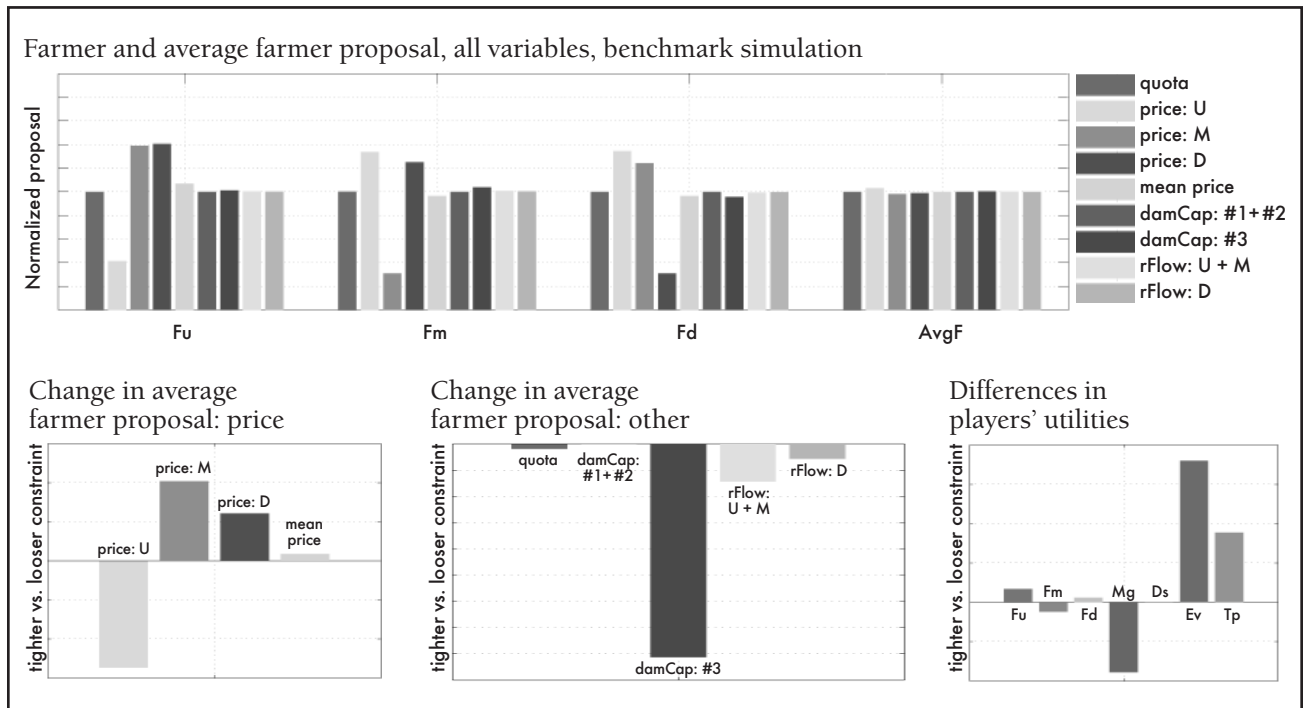 Farmer and average farmer proposal, all variables, benchmark simulation
Normalized proposal
quota
price: U
price: M
price: D
mean price
damCap: #1+#2
damCap: #3
rFlow: U + M
rFlow: D
Fu
Fm
Fd
AvgF
Change in average
farmer proposal: price
tighter vs. looser constraint
price: U
price: M
price: D
mean
price
Change in average
farmer proposal: other
tighter vs. looser constraint
quota
damCap:
#1+#2
damCap: #3
rFlow:
U + M
rFlow: D
Differences in
players’ utilities
tighter vs. looser constraint
Fu
Fm
Fd
Mg
Ds
Ev
Tp